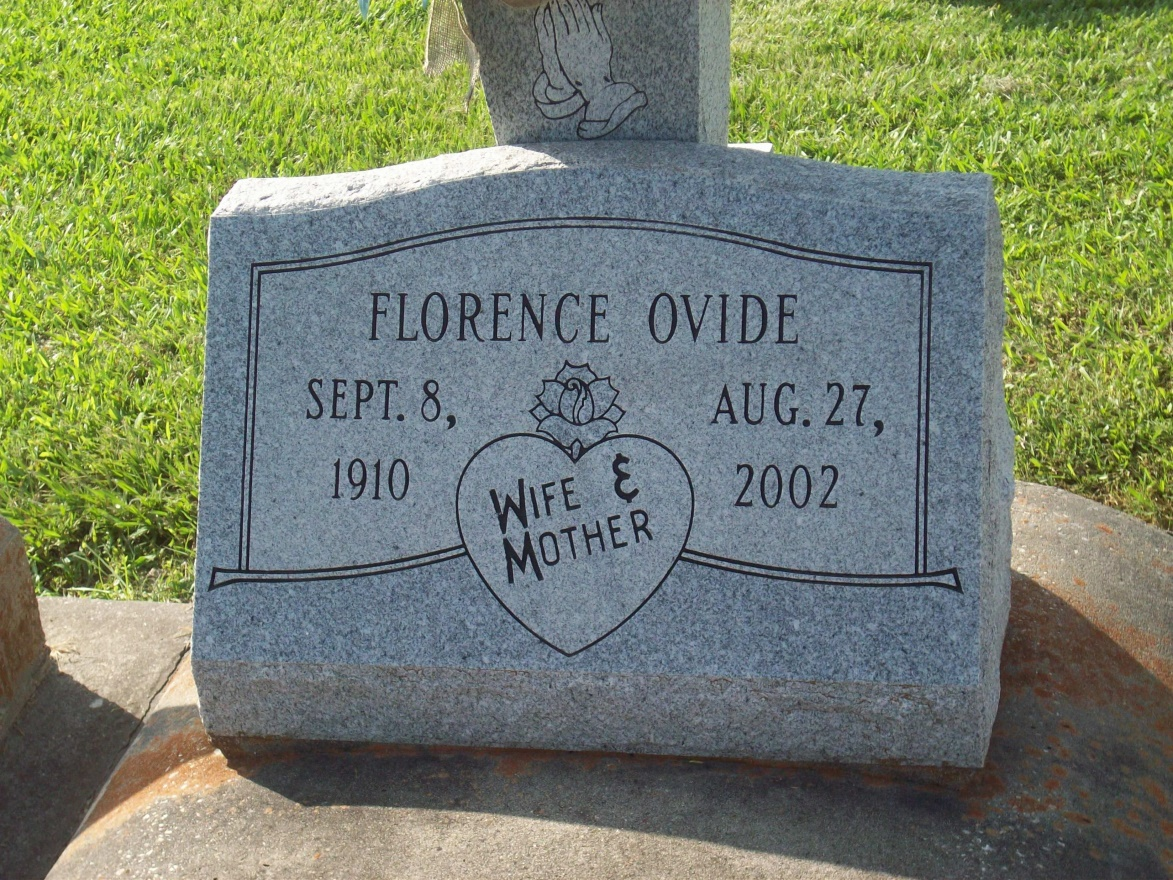 FLORENCE OVIDE
SEPT. 8,
1910
AUG. 27,
2002
WIFE &
MOTHER